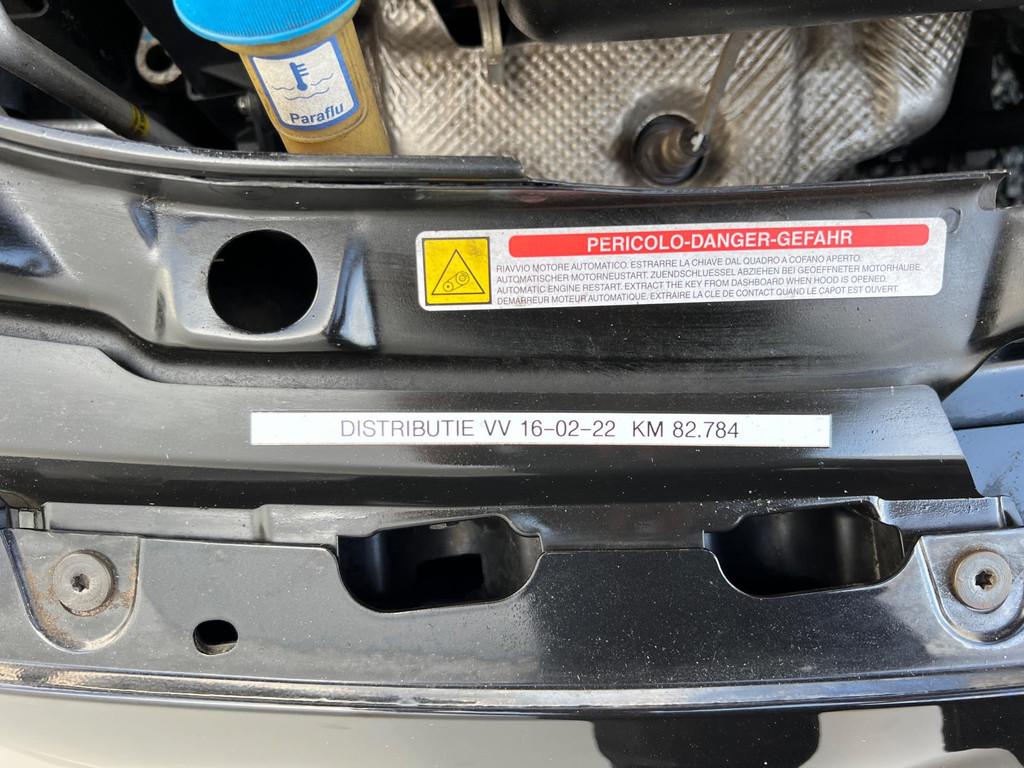 Paraflu
PERICOLO-DANGER-GEFAHR
RIAVVIO MOTORE AUTOMATICO. ESTRARRE LA CHIAVE DAL QUADRO A COFANO APERTO.
AUTOMATISCHER MOTORNEUSTART. ZUENDSCHLUESSEL ABZIEHEN BEI GEOEFFNETER MOTORHAUBE.
AUTOMATIC ENGINE RESTART. EXTRACT THE KEY FROM DASHBOARD WHEN HOOD IS OPENED.
DEMARREUR MOTEUR AUTOMATIQUE. EXTRAIRE LA CLE DE CONTACT QUAND LE CAPOT EST OUVERT.
DISTRIBUTIE VV 16-02-22 KM 82.784